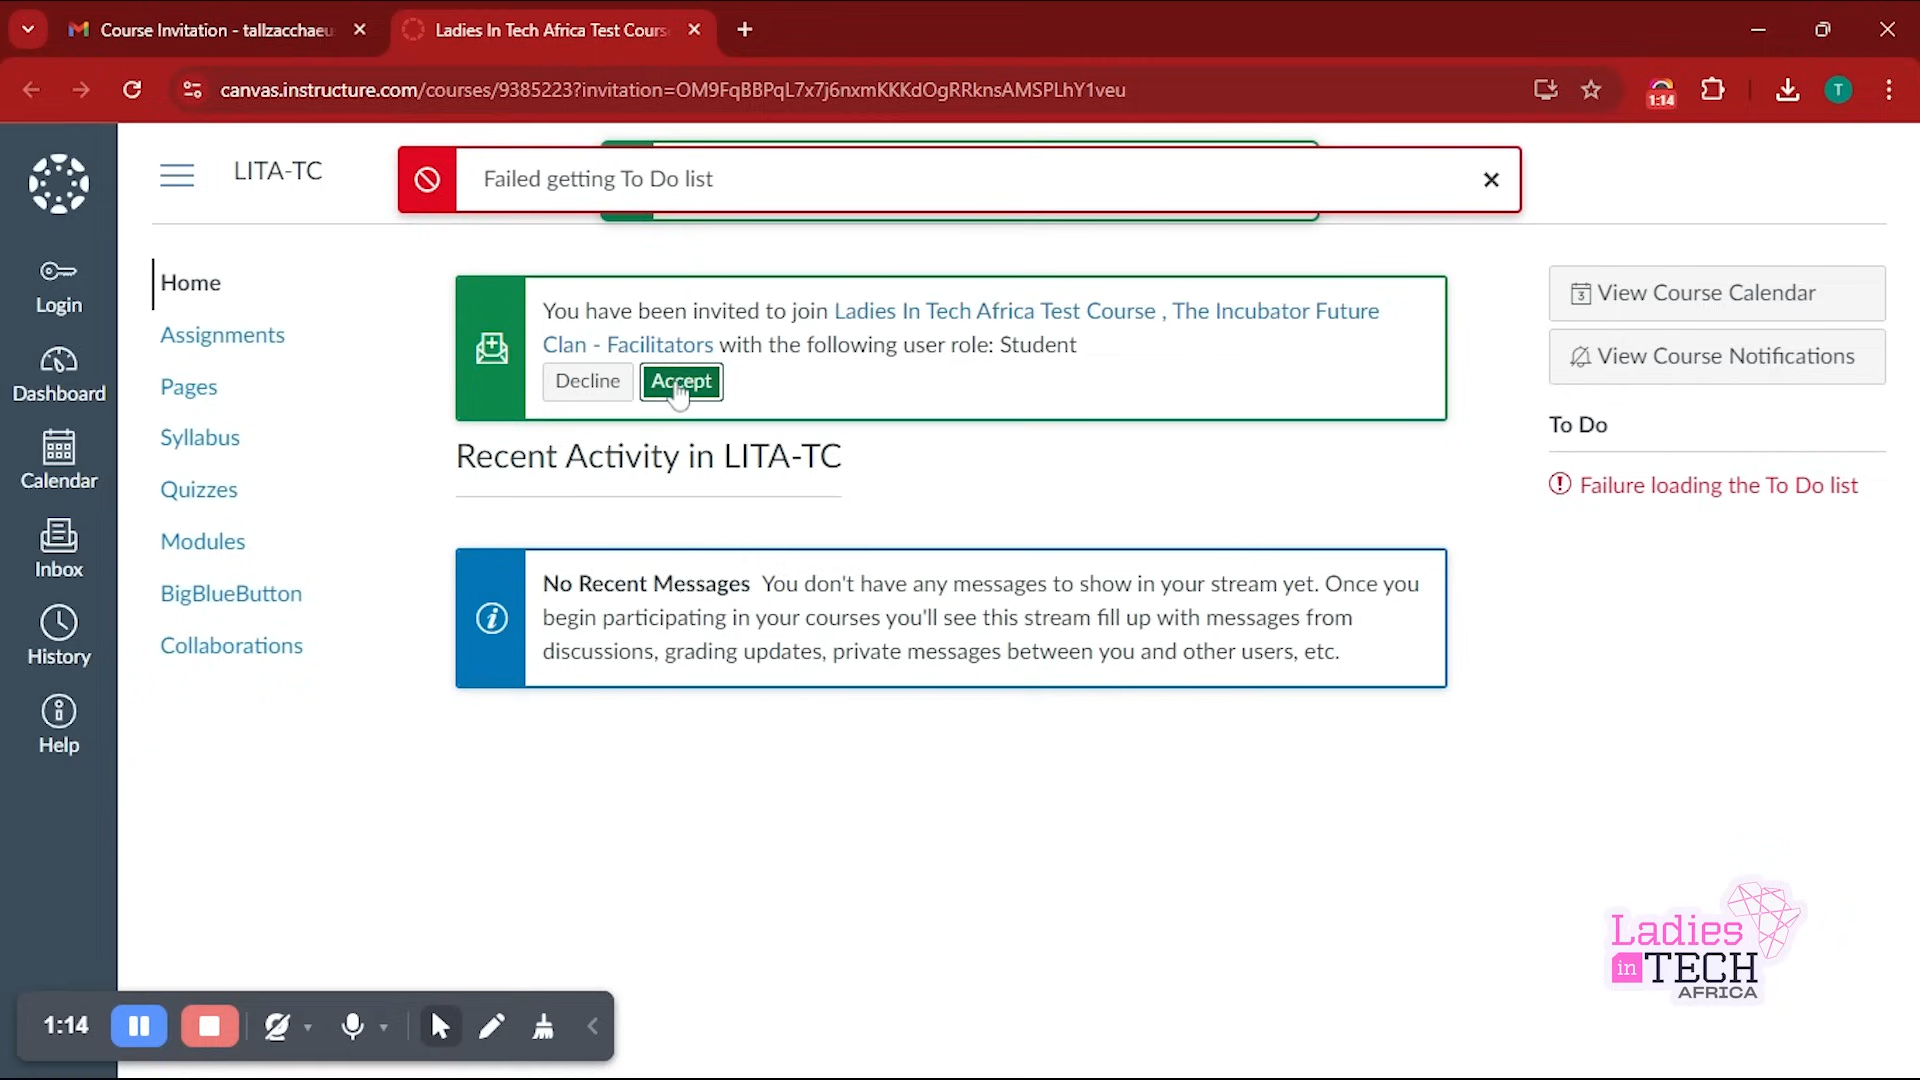 Course Invitation - tallzacchaeu
Ladies In Tech Africa Test Cours
canvas.instructure.com/courses/9385223?invitation=OM9FqBBPqL7x7j6nxmKKKdOgRRknsAMSPLhY1veu
1:14
T
LITA-TC
Failed getting To Do list
Login
Dashboard
Calendar
Inbox
History
Help
Home
Assignments
Pages
Syllabus
Quizzes
Modules
BigBlueButton
Collaborations
You have been invited to join Ladies In Tech Africa Test Course , The Incubator Future
Clan - Facilitators with the following user role: Student
Decline
Accept
Recent Activity in LITA-TC
No Recent Messages You don't have any messages to show in your stream yet. Once you
begin participating in your courses you'll see this stream fill up with messages from
discussions, grading updates, private messages between you and other users, etc.
3 View Course Calendar
View Course Notifications
To Do
Failure loading the To Do list
Ladies
in TECH
AFRICA
1:14